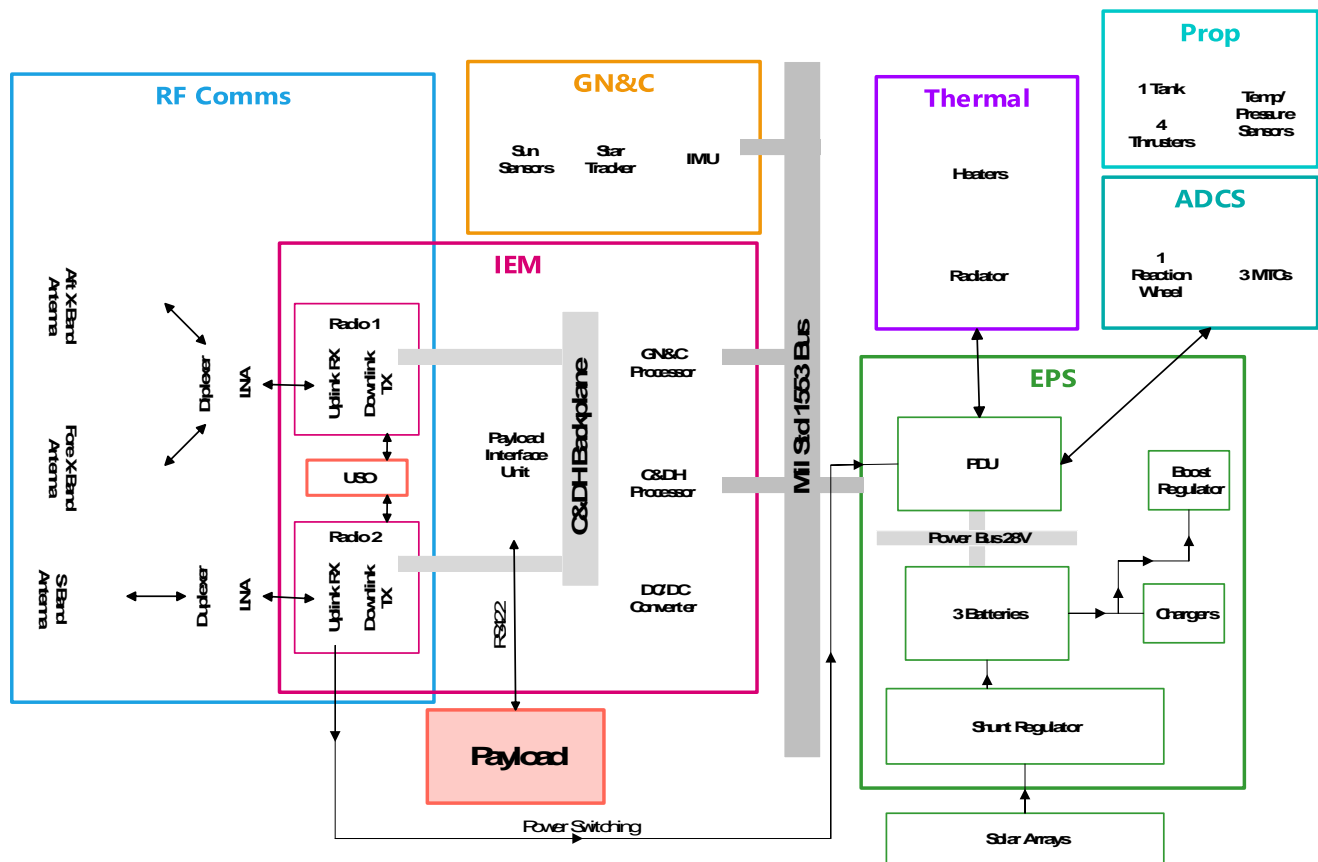 Prop
1 Tank
4
Thrusters
Temp/
Pressure
Sensors
GN&C
Sun
Sensors
Star
Tracker
IMU
RF Comms
Thermal
Heaters
Radiator
ADCS
1
Reaction
Wheel
3 MTCs
IEM
Aft X-Band
Antenna
Fore X-Band
Antenna
S-Band
Antenna
Diplexer
LNA
Duplexer
LNA
Radio 1
Uplink RX
Downlink
TX
USO
Radio 2
Uplink RX
Downlink
TX
Payload
Interface
Unit
C&DH Backplane
GN&C
Processor
C&DH
Processor
DC/DC
Converter
RS422
Mil Std 1553 Bus
EPS
PDU
Boost
Regulator
Power Bus 28V
3 Batteries
Chargers
Shunt Regulator
Payload
Power Switching
Solar Arrays